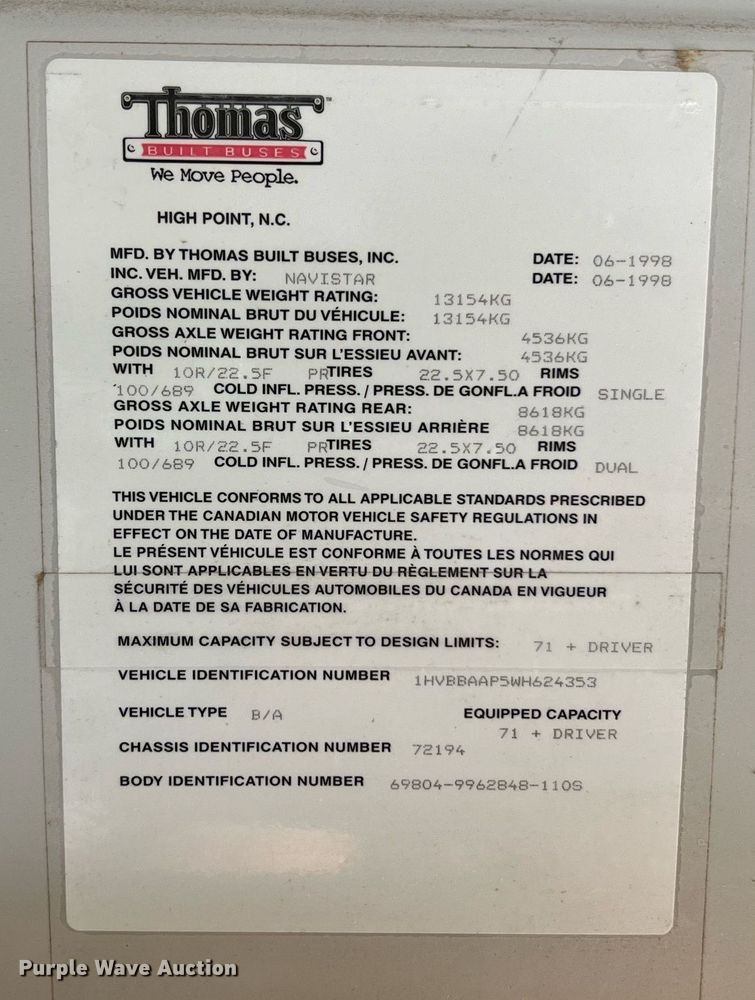 Thomas ™
C BUILT BUSES C
We Move People.
HIGH POINT, N.C.
MFD. BY THOMAS BUILT BUSES, INC. DATE: 06-1998
INC. VEH. MFD. BY: NAVISTAR DATE: 06-1998
GROSS VEHICLE WEIGHT RATING: 13154KG
POIDS NOMINAL BRUT DU VÉHICULE: 13154KG
GROSS AXLE WEIGHT RATING FRONT: 4536KG
POIDS NOMINAL BRUT SUR L'ESSIEU AVANT: 4536KG
WITH 10R/22.5F PR TIRES 22.5X7.50 RIMS
100/689 COLD INFL. PRESS. / PRESS. DE GONFL.A FROID SINGLE
GROSS AXLE WEIGHT RATING REAR: 8618KG
POIDS NOMINAL BRUT SUR L'ESSIEU ARRIÈRE 8618KG
WITH 10R/22.5F PR TIRES 22.5X7.50 RIMS
100/689 COLD INFL. PRESS. / PRESS. DE GONFL.A FROID DUAL
THIS VEHICLE CONFORMS TO ALL APPLICABLE STANDARDS PRESCRIBED
UNDER THE CANADIAN MOTOR VEHICLE SAFETY REGULATIONS IN
EFFECT ON THE DATE OF MANUFACTURE.
LE PRÉSENT VÉHICULE EST CONFORME À TOUTES LES NORMES QUI
LUI SONT APPLICABLES EN VERTU DU RÈGLEMENT SUR LA
SÉCURITÉ DES VÉHICULES AUTOMOBILES DU CANADA EN VIGUEUR
À LA DATE DE SA FABRICATION.
MAXIMUM CAPACITY SUBJECT TO DESIGN LIMITS: 71 + DRIVER
VEHICLE IDENTIFICATION NUMBER 1HVBBAAP5WH624353
VEHICLE TYPE B/A EQUIPPED CAPACITY
71 + DRIVER
CHASSIS IDENTIFICATION NUMBER 72194
BODY IDENTIFICATION NUMBER 69804-9962848-110S
Purple Wave Auction